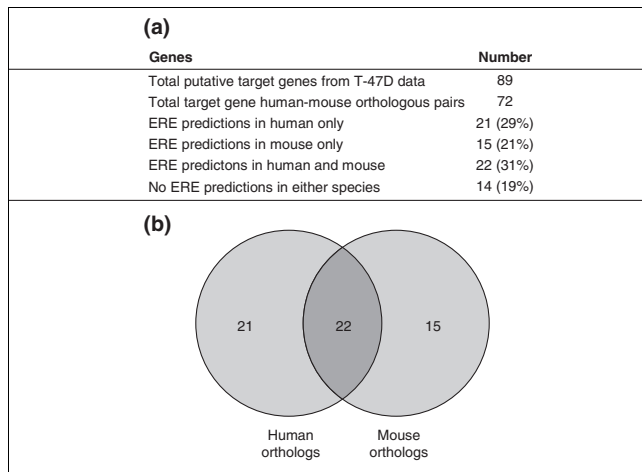 (a)
Genes Number
Total putative target genes from T-47D data 89
Total target gene human-mouse orthologous pairs 72
ERE predictions in human only 21 (29%)
ERE predictions in mouse only 15 (21%)
ERE predictons in human and mouse 22 (31%)
No ERE predictions in either species 14 (19%)
(b)
21 22 15
Human orthologs
Mouse orthologs